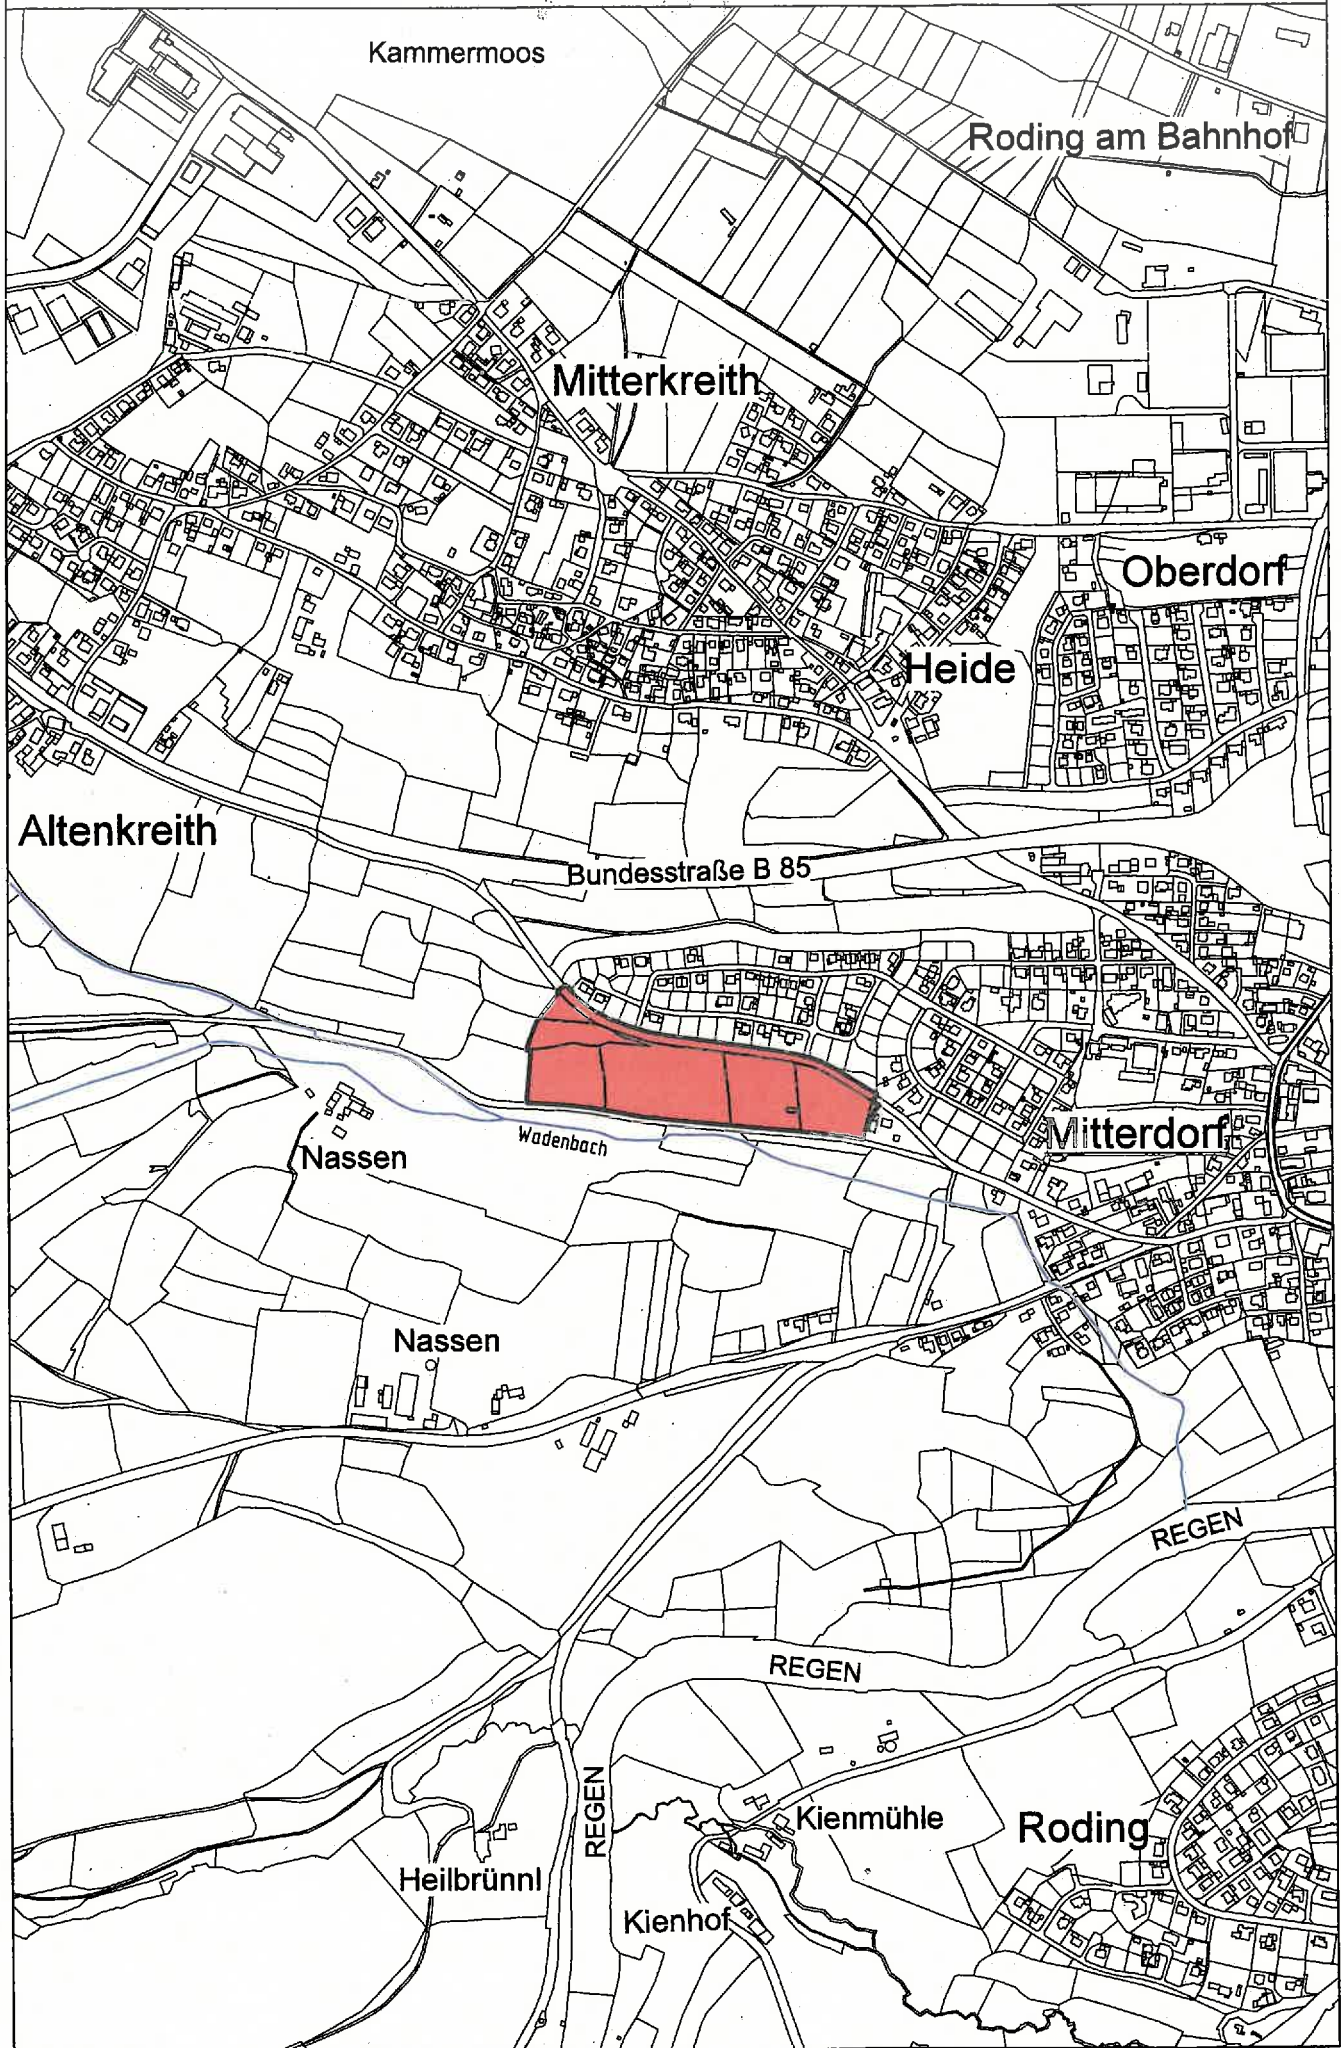 Kammermoos
Roding am Bahnhof
Mitterkreith
Oberdorf
Heide
Altenkreith
Bundesstraße B 85
Mitterdorf
Wadenbach
Nassen
Nassen
REGEN
REGEN
REGEN
Kienmühle
Roding
Heilbrünnl
Kienhof